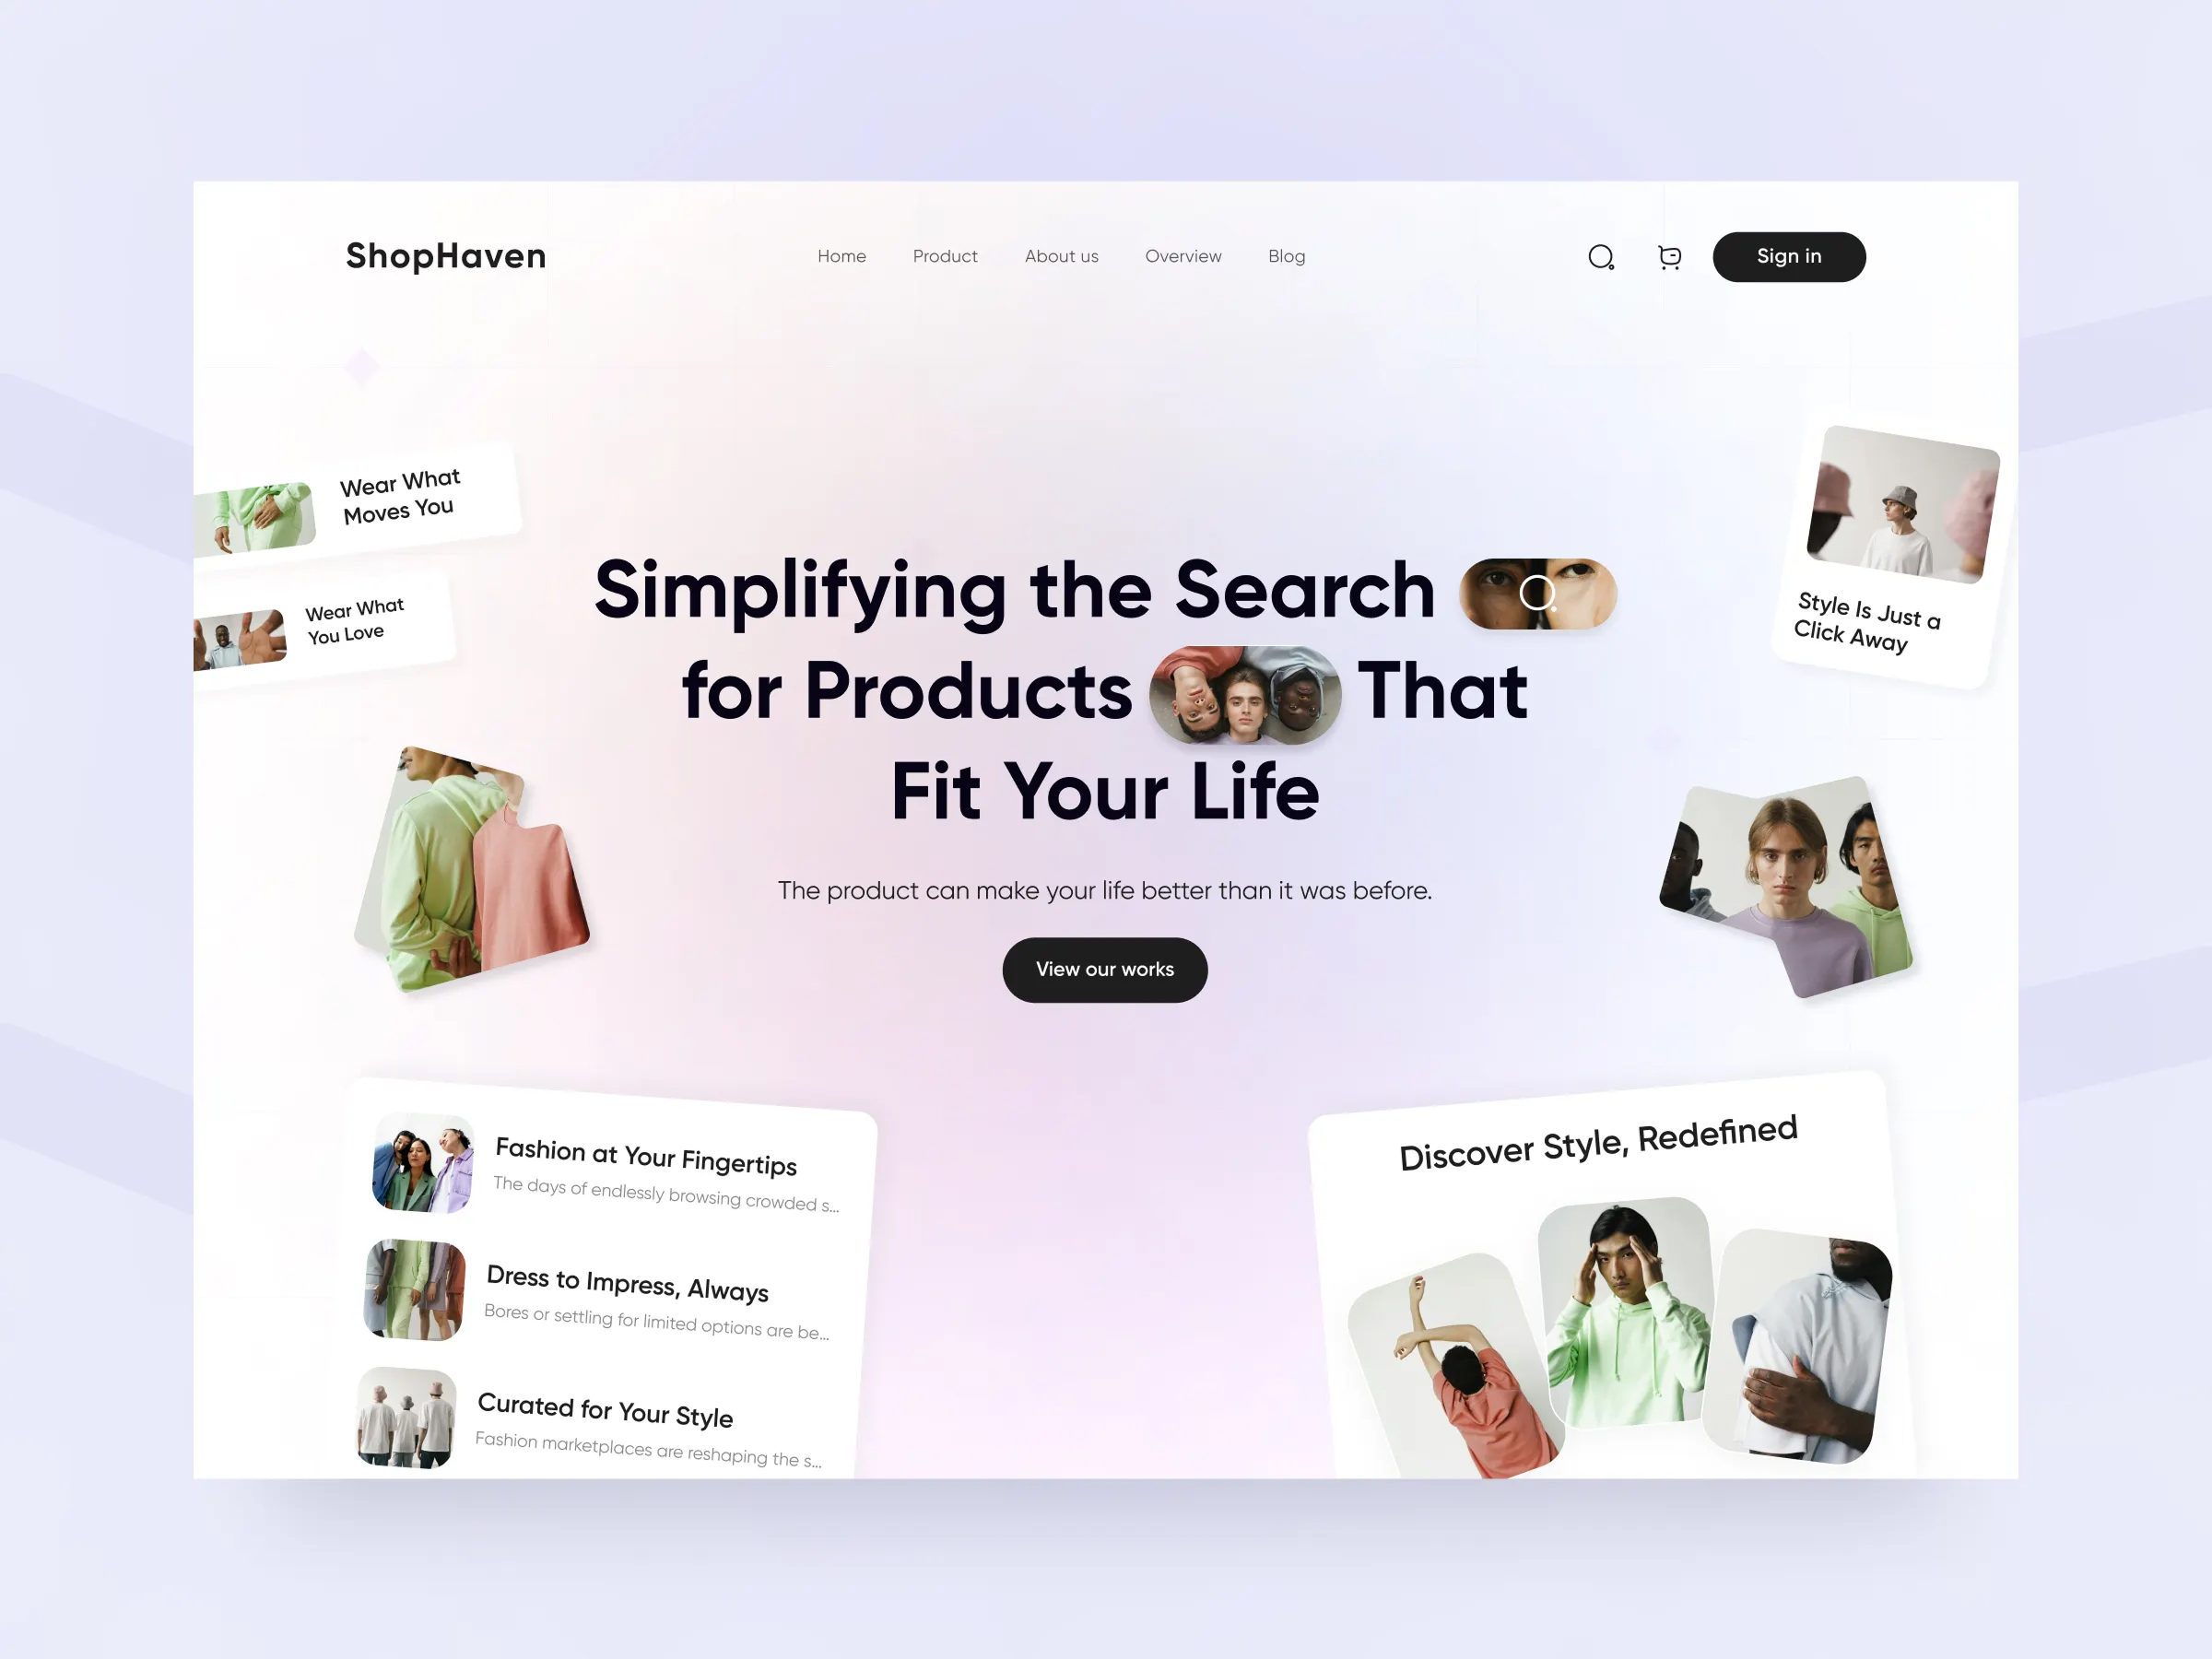 ShopHaven
Home
Product
About us
Overview
Blog
Sign in
Wear What
Moves You
Wear What
You Love
Style Is Just a
Click Away
Simplifying the Search
for Products That
Fit Your Life
The product can make your life better than it was before.
View our works
Fashion at Your Fingertips
The days of endlessly browsing crowded s...
Dress to Impress, Always
Bores or settling for limited options are be...
Curated for Your Style
Fashion marketplaces are reshaping the s...
Discover Style, Redefined